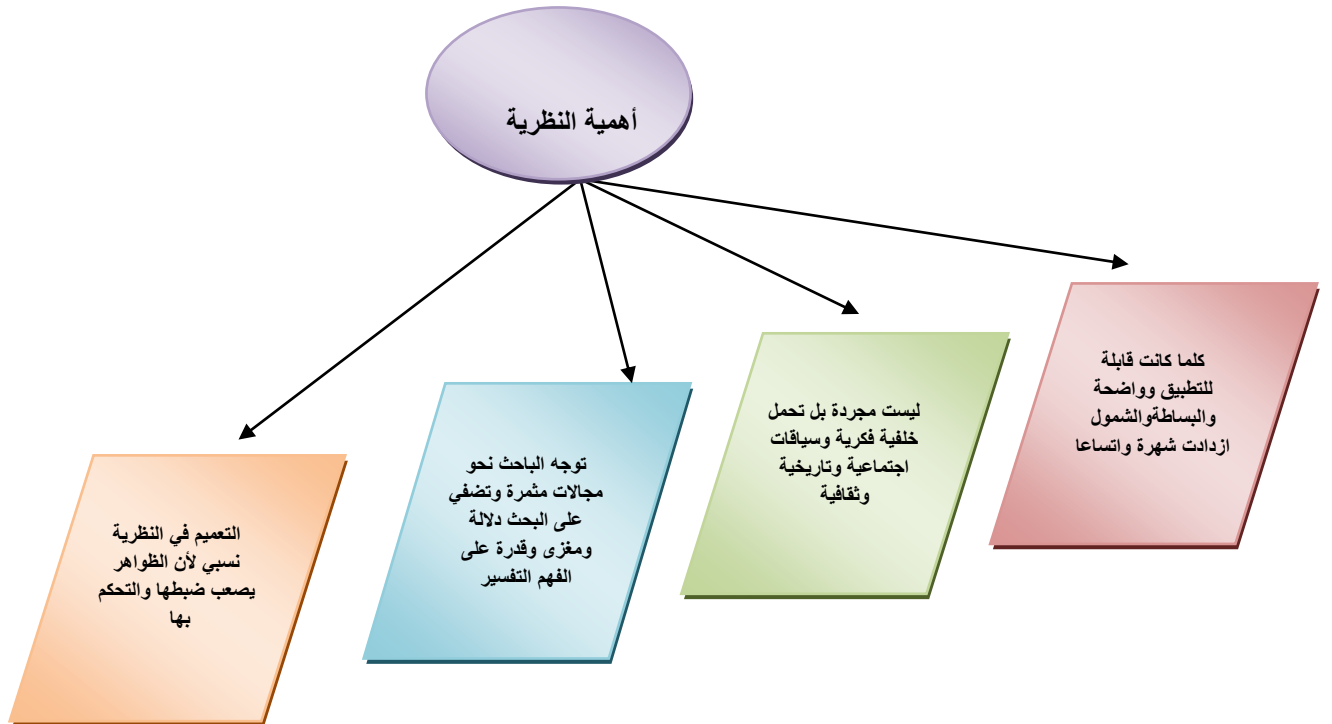 أهمية النظرية
كلما كانت قابلة
للتطبيق وواضحة
والبساطةوالشمول
ازدادت شهرة واتساعا
ليست مجردة بل تحمل
خلفية فكرية وسياقات
اجتماعية وتاريخية
وثقافية
توجه الباحث نحو
مجالات مثمرة وتضفي
على البحث دلالة
ومغزى وقدرة على
الفهم التفسير
التعميم في النظرية
نسبي لأن الظواهر
يصعب ضبطها والتحكم
بها